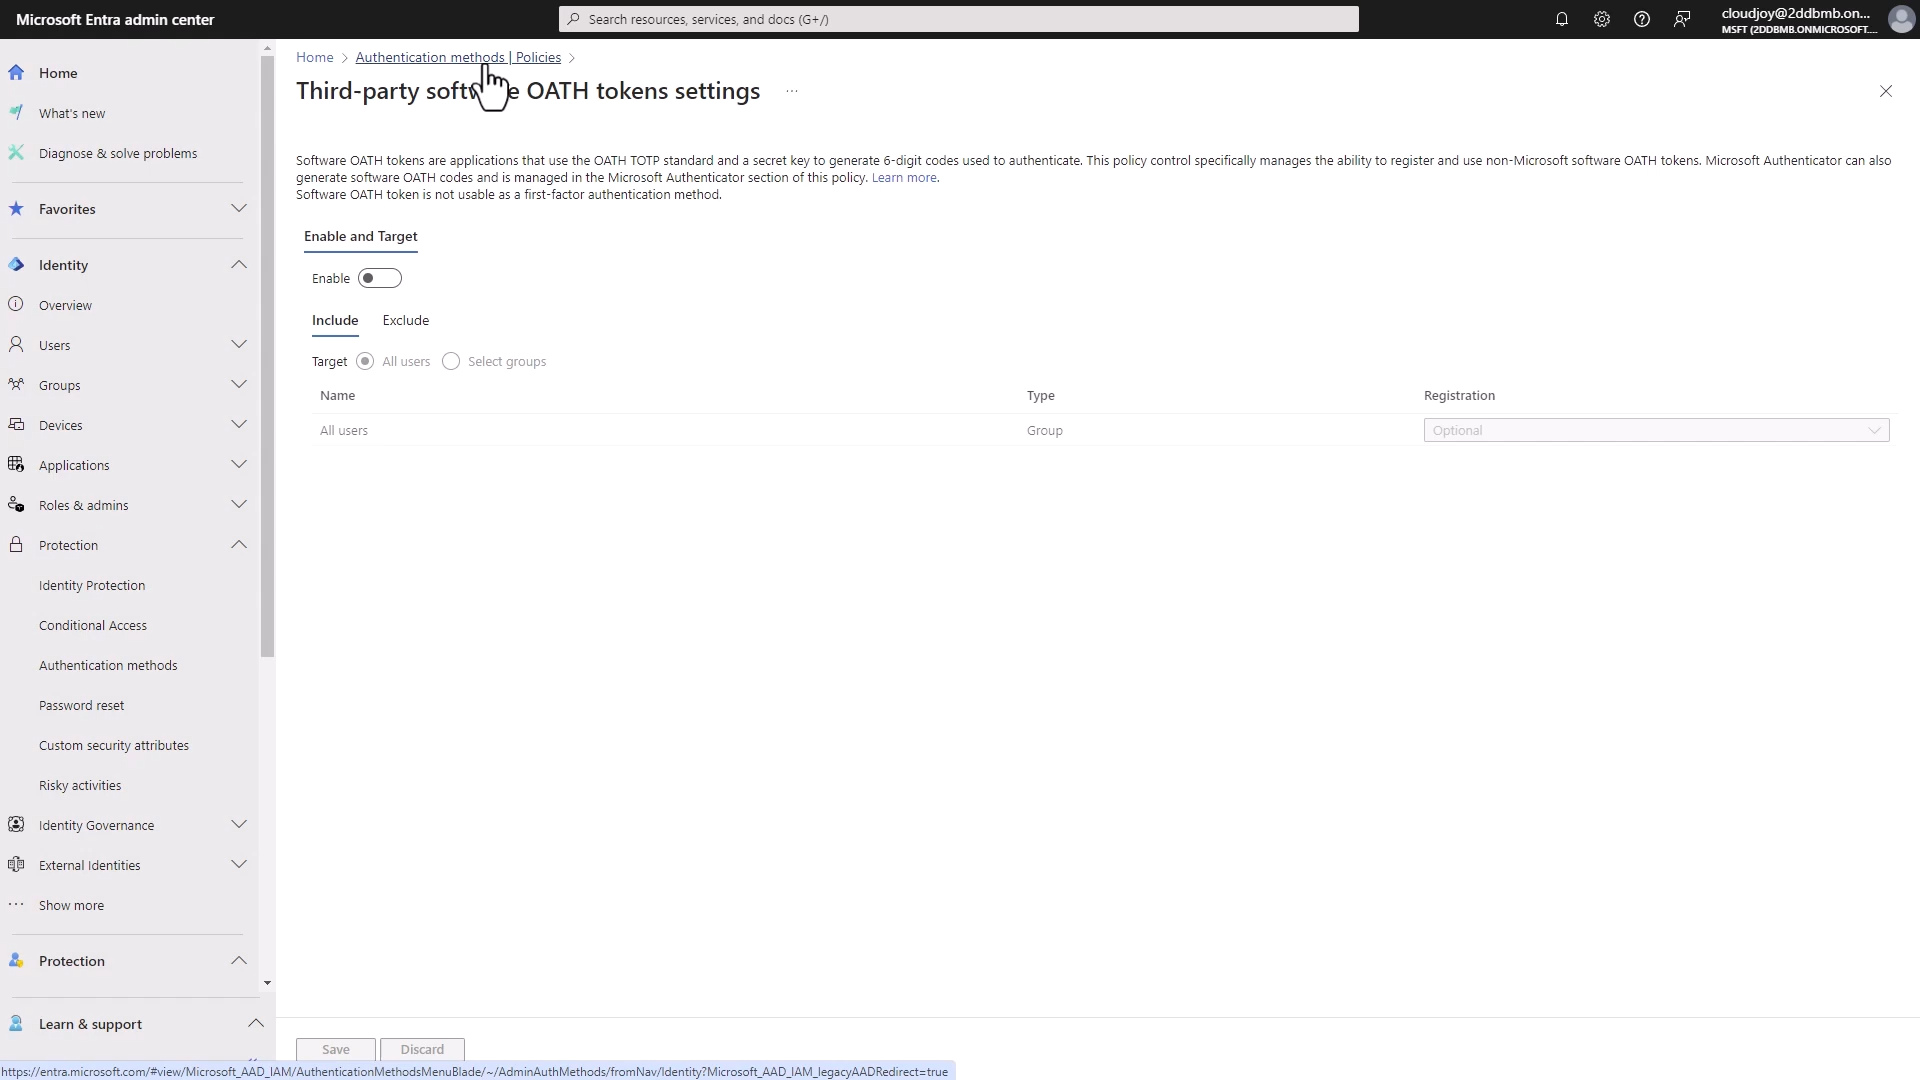 Microsoft Entra admin center
Search resources, services, and docs (G+/)
cloudjoy@2ddbmb.on...
MSFT (2DDBMB.ONMICROSOFT....
Home
What's new
Diagnose & solve problems
Favorites
Identity
Overview
Users
Groups
Devices
Applications
Roles & admins
Protection
Identity Protection
Conditional Access
Authentication methods
Password reset
Custom security attributes
Risky activities
Identity Governance
External Identities
Show more
Protection
Learn & support
Home > Authentication methods | Policies >
Third-party software OATH tokens settings ...
Software OATH tokens are applications that use the OATH TOTP standard and a secret key to generate 6-digit codes used to authenticate. This policy control specifically manages the ability to register and use non-Microsoft software OATH tokens. Microsoft Authenticator can also
generate software OATH codes and is managed in the Microsoft Authenticator section of this policy. Learn more.
Software OATH token is not usable as a first-factor authentication method.
Enable and Target
Enable
Include Exclude
Target All users Select groups
Name Type Registration
All users Group Optional
Save Discard
https://entra.microsoft.com/#view/Microsoft_AAD_IAM/AuthenticationMethodsMenuBlade/~/AdminAuthMethods/fromNav/Identity?Microsoft_AAD_IAM_legacyAADRedirect=true